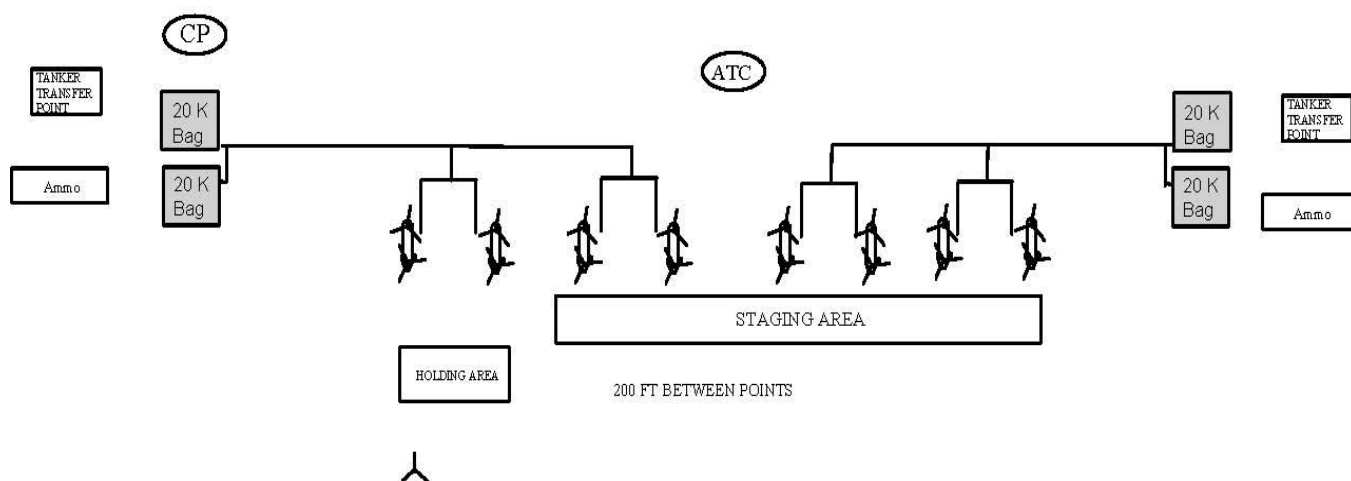 CP
ATC
TANKER
TRANSFER
POINT
20 K
Bag
20 K
Bag
TANKER
TRANSFER
POINT
Ammo
20 K
Bag
20 K
Bag
Ammo
STAGING AREA
HOLDING AREA
200 FT BETWEEN POINTS